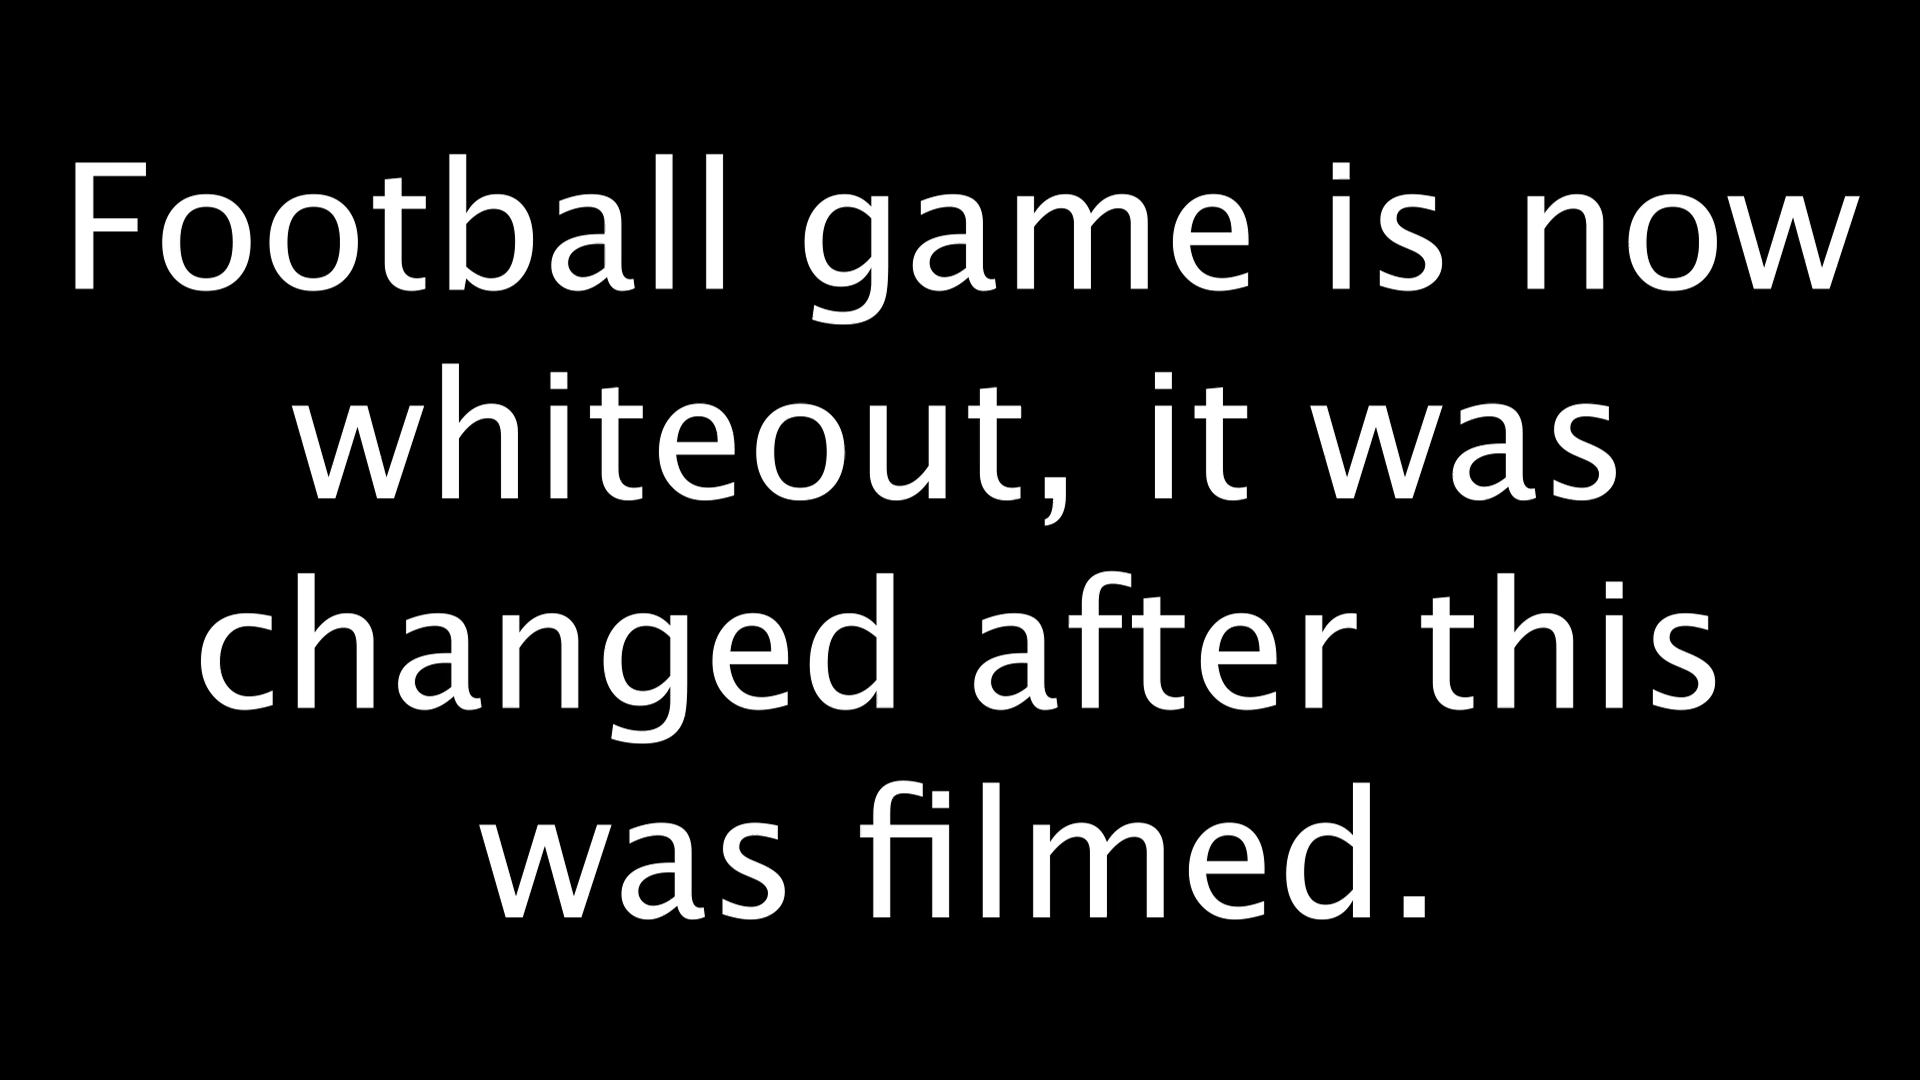 Football game is now
whiteout, it was
changed after this
was filmed.